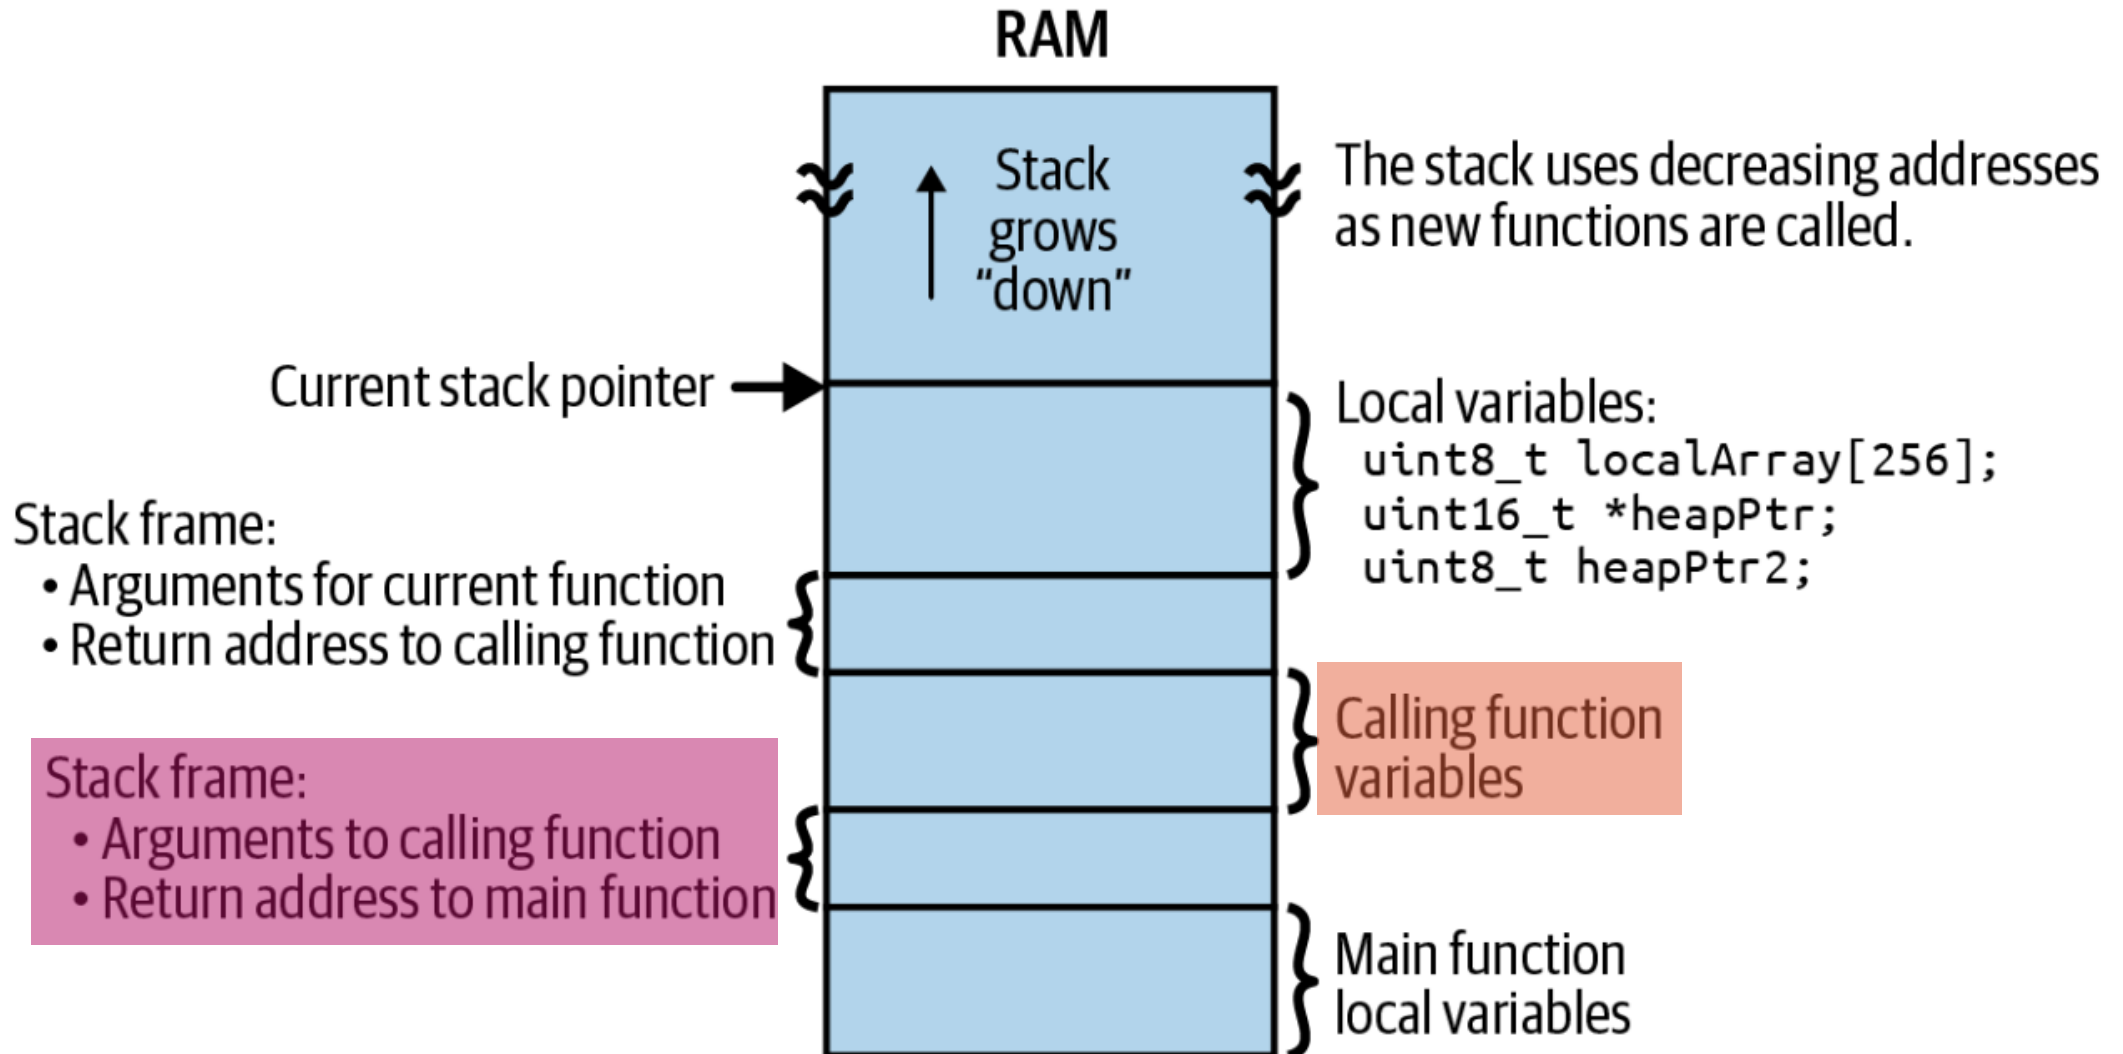 RAM
Stack
grows
“down”
The stack uses decreasing addresses
as new functions are called.
Current stack pointer
Local variables:
uint8_t localArray[256];
uint16_t *heapPtr;
uint8_t heapPtr2;
Stack frame:
• Arguments for current function
• Return address to calling function
Calling function
variables
Stack frame:
• Arguments to calling function
• Return address to main function
Main function
local variables